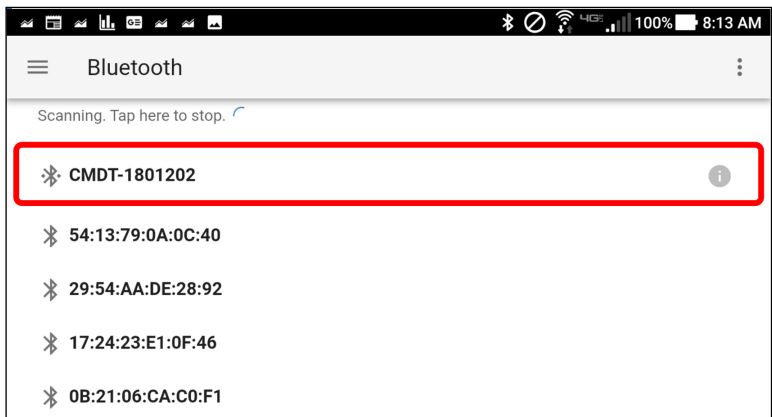 4G 100% 8:13 AM
Bluetooth
Scanning. Tap here to stop.
CMDT-1801202
54:13:79:0A:0C:40
29:54:AA:DE:28:92
17:24:23:E1:0F:46
0B:21:06:CA:C0:F1